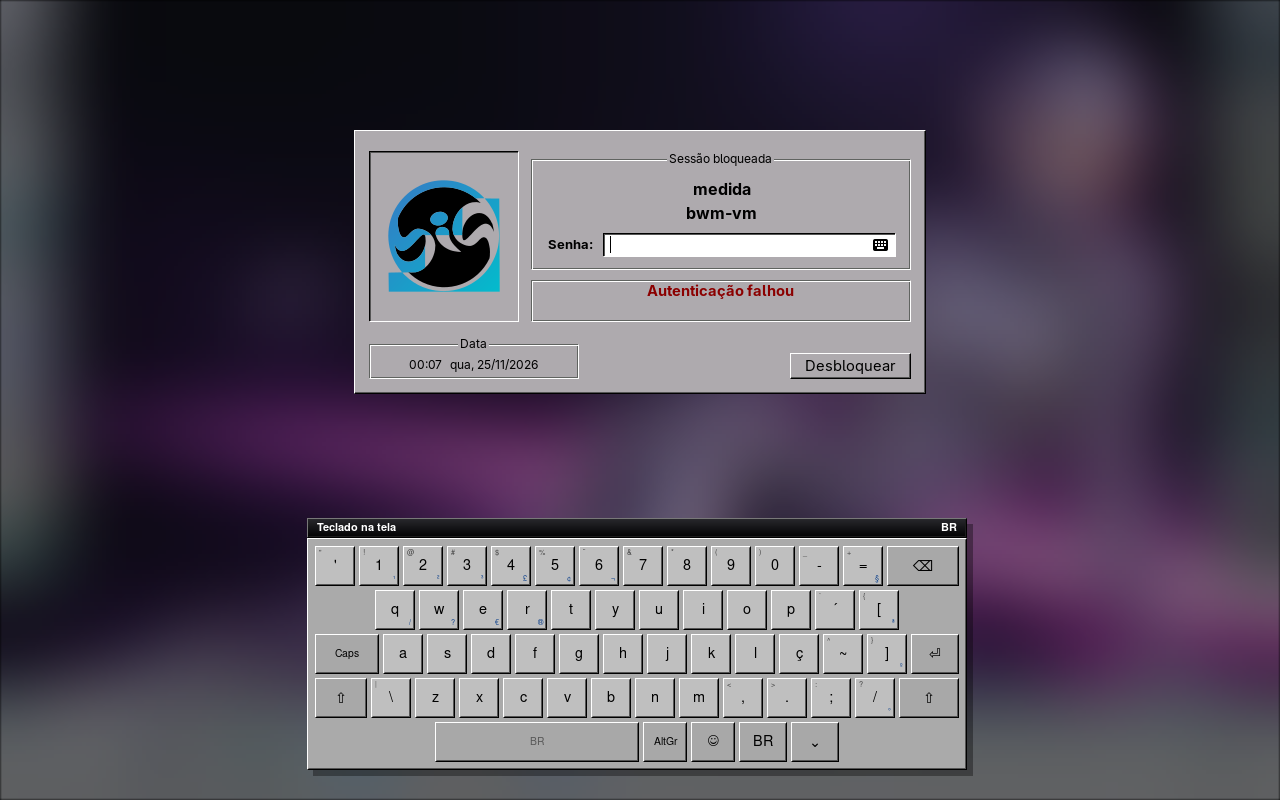 Sessão bloqueada
medida
bwm-vm
Senha:
Autenticação falhou
Data
00:07 qua, 25/11/2026
Desbloquear
Teclado na tela BR
' 1 2 3 4 5 6 7 8 9 0 - = ⌫
q w e r t y u i o p ´ [
Caps a s d f g h j k l ç ~ ] ⏎
⇧ \ z x c v b n m , . ; / ⇧
BR AltGr ☺ BR ⌄